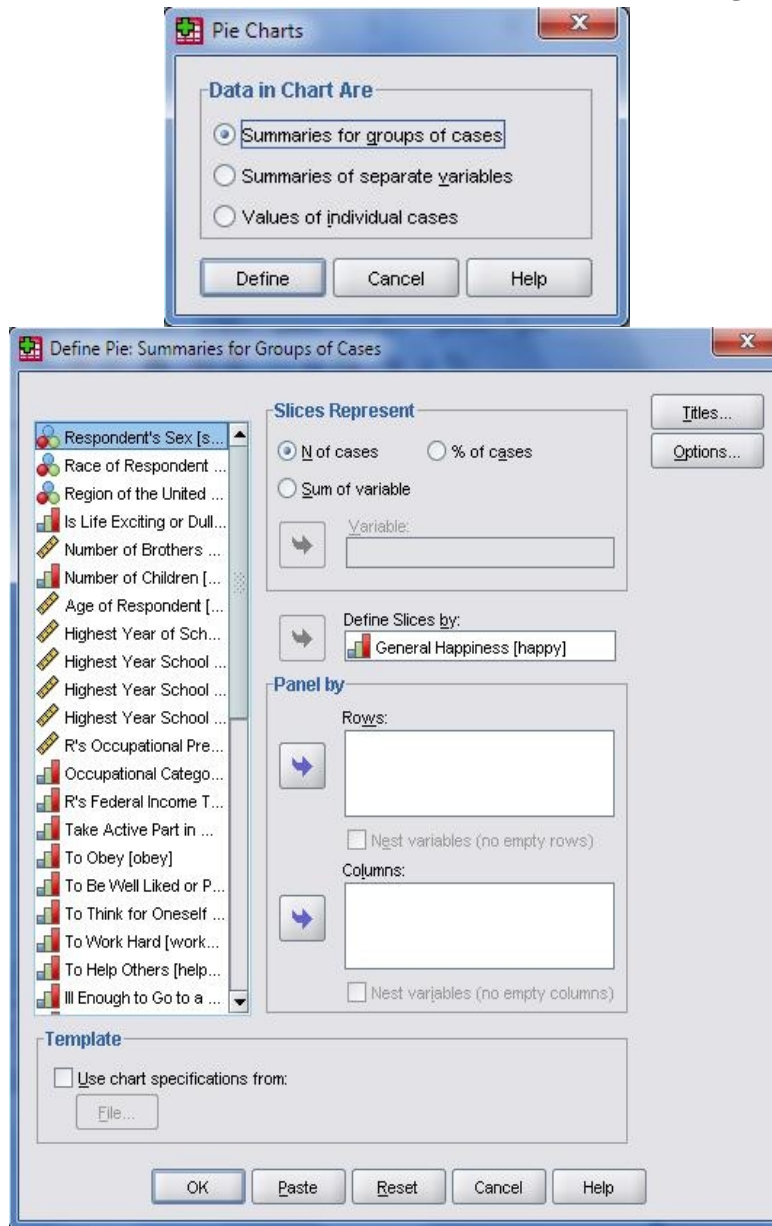 Pie Charts
Data in Chart Are
Summaries for groups of cases
Summaries of separate variables
Values of individual cases
Define Cancel Help
Define Pie: Summaries for Groups of Cases
Respondent's Sex [s...
Race of Respondent ...
Region of the United ...
Is Life Exciting or Dull...
Number of Brothers ...
Number of Children [...
Age of Respondent [...
Highest Year of Sch...
Highest Year School ...
Highest Year School ...
Highest Year School ...
R's Occupational Pre...
Occupational Catego...
R's Federal Income T...
Take Active Part in ...
To Obey [obey]
To Be Well Liked or P...
To Think for Oneself ...
To Work Hard [work...
To Help Others [help...
Ill Enough to Go to a ...
Slices Represent
N of cases % of cases
Sum of variable
Variable:
Define Slices by:
General Happiness [happy]
Panel by
Rows:
Nest variables (no empty rows)
Columns:
Nest variables (no empty columns)
Titles...
Options...
Template
Use chart specifications from:
File...
OK Paste Reset Cancel Help